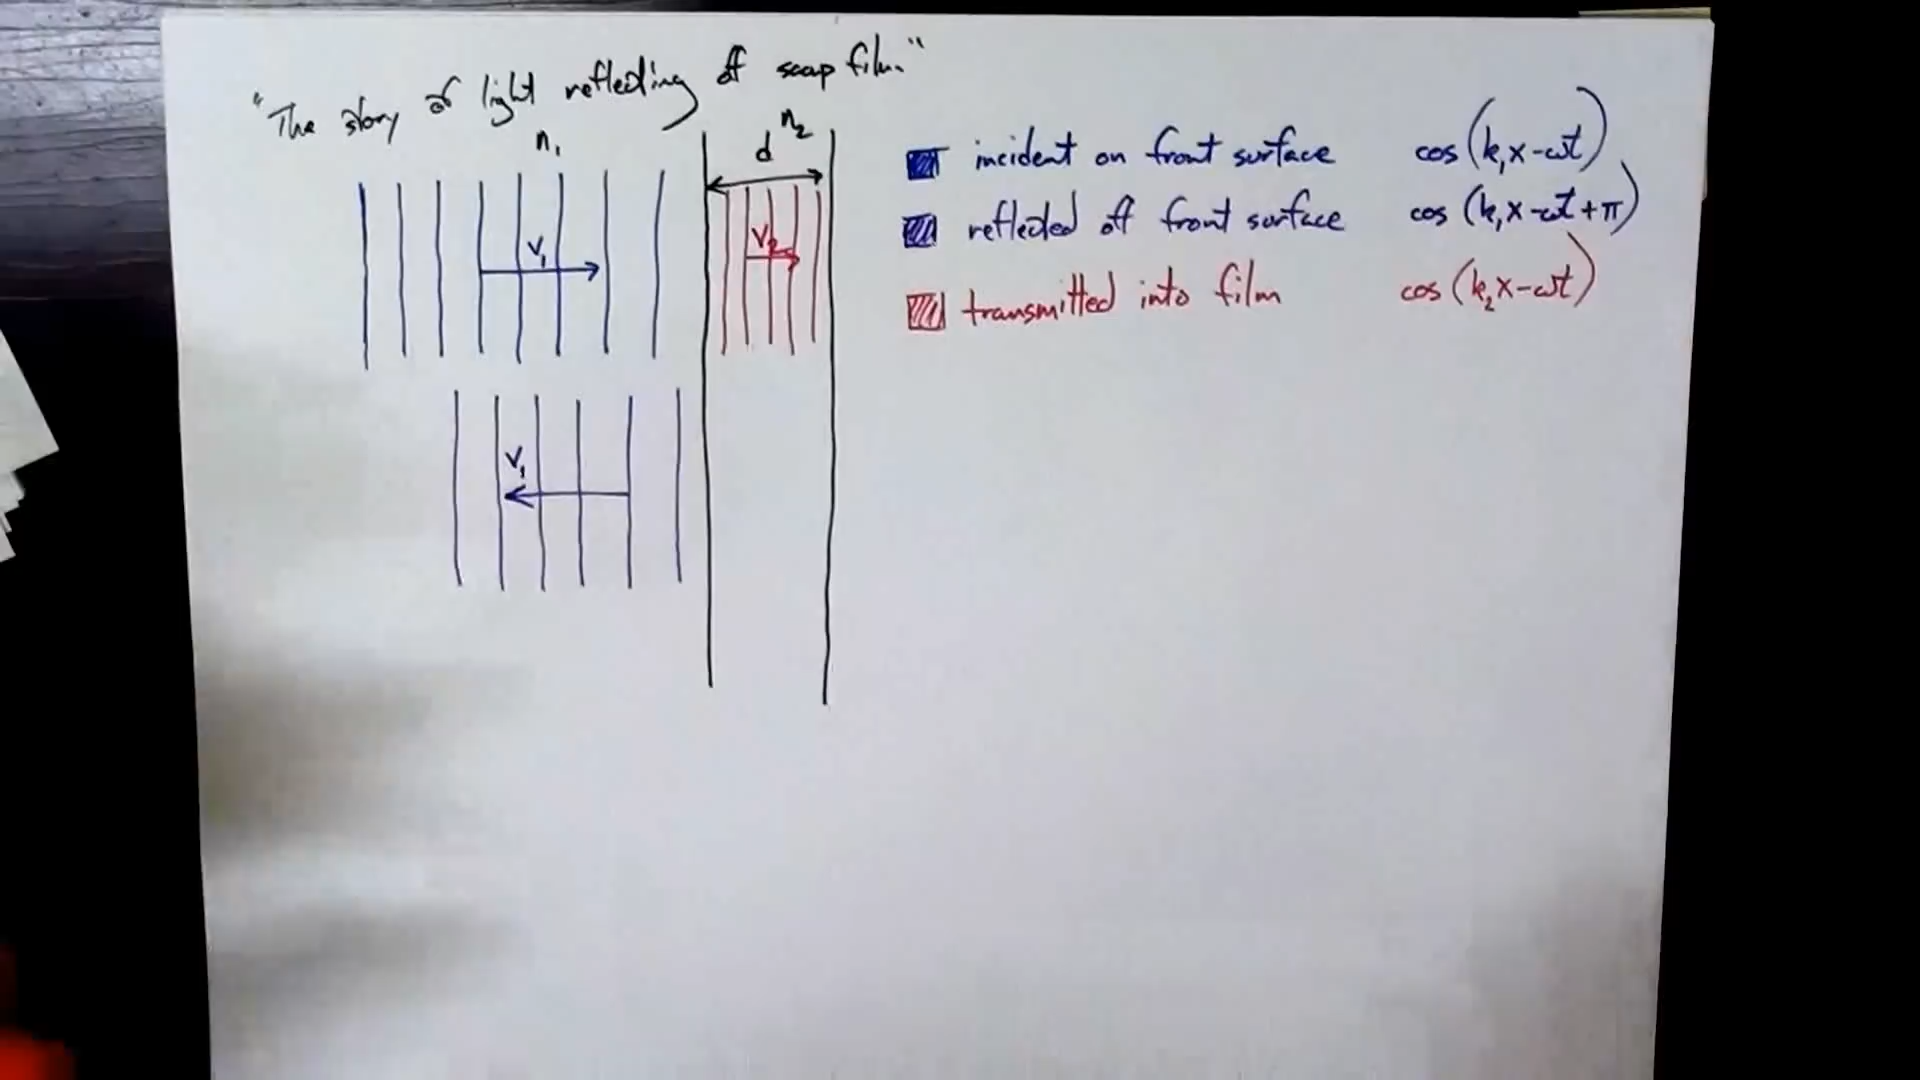 "The story of light reflecting off soap film."
n₁
d
n₂
v₁
v₂
v₁
incident on front surface cos(k₁x-ωt)
reflected off front surface cos(k₁x-ωt+π)
transmitted into film cos(k₂x-ωt)